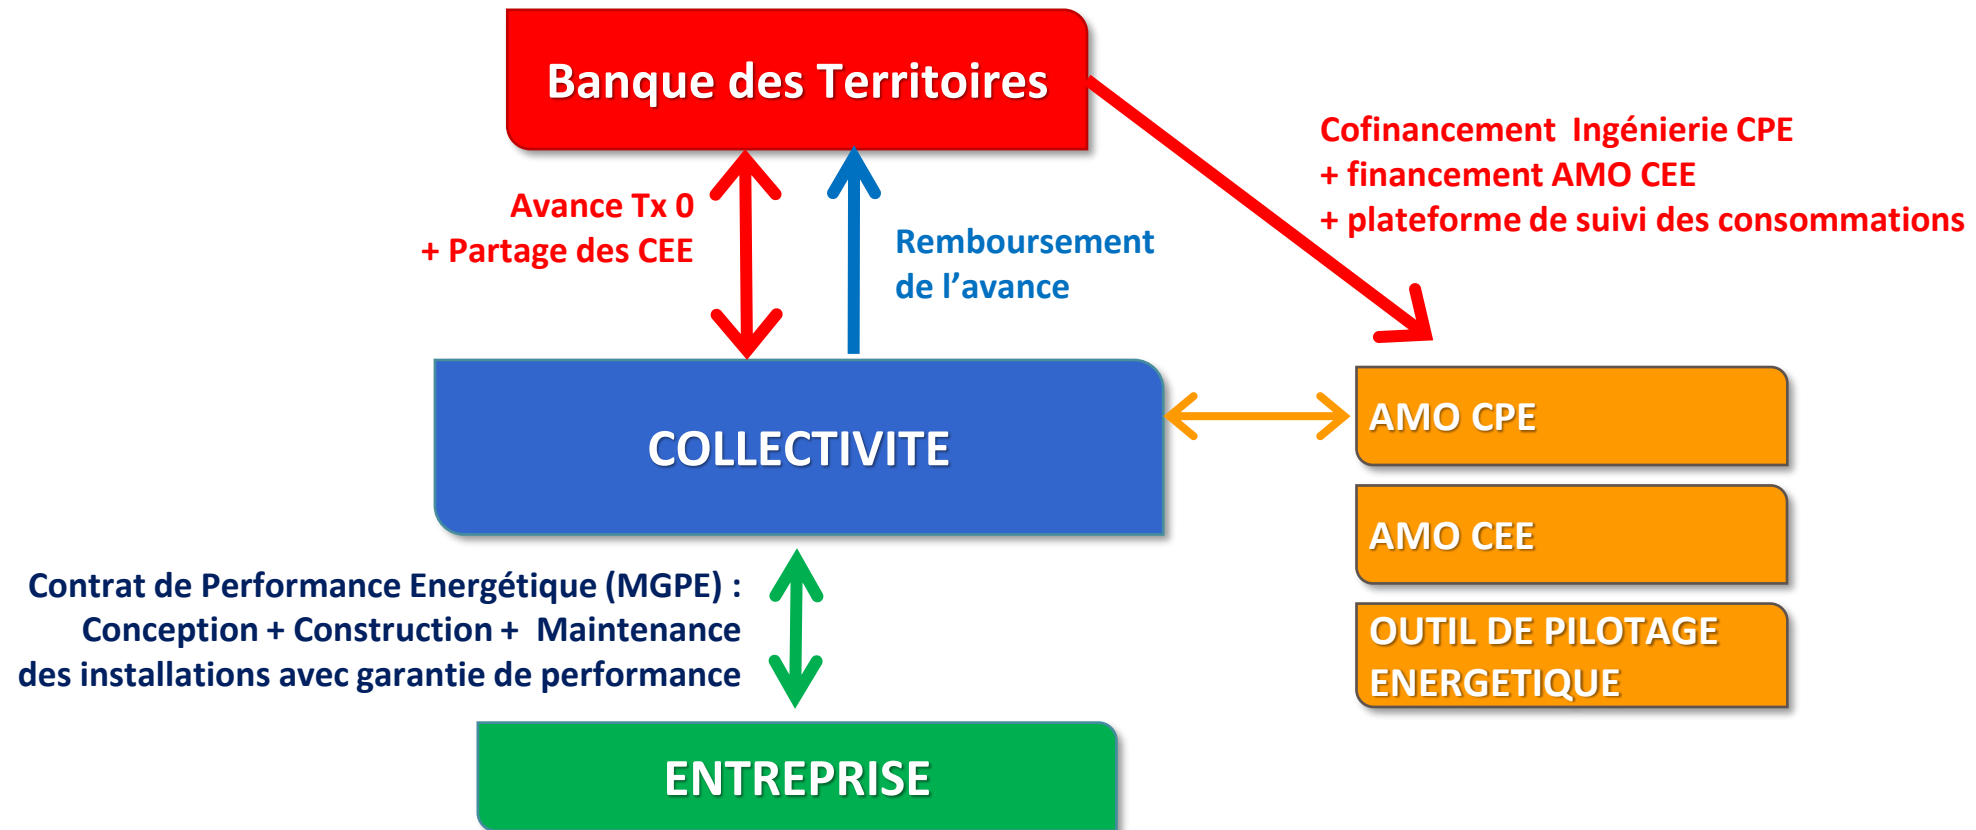 Banque des Territoires
Cofinancement  Ingénierie CPE
+ financement AMO CEE
+ plateforme de suivi des consommations
Avance Tx 0
+ Partage des CEE
Remboursement
de l’avance
COLLECTIVITE
AMO CPE
AMO CEE
OUTIL DE PILOTAGE
ENERGETIQUE
Contrat de Performance Energétique (MGPE) :
Conception + Construction +  Maintenance
des installations avec garantie de performance
ENTREPRISE